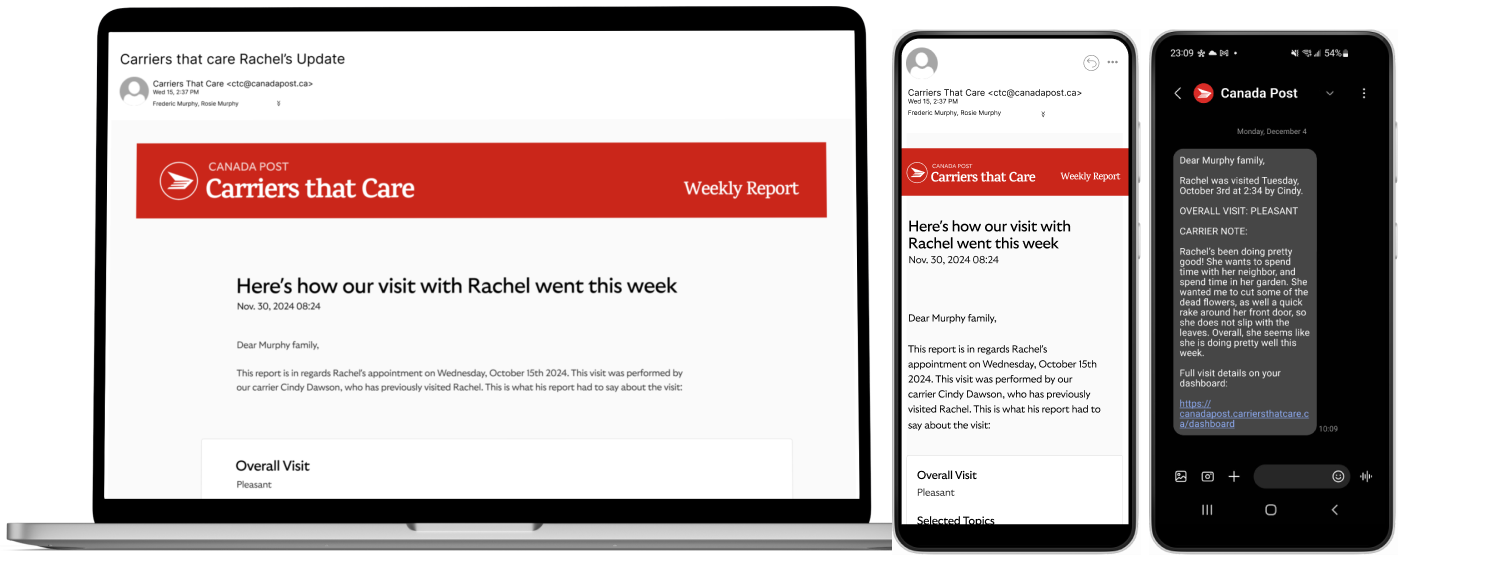 Carriers that care Rachel's Update
Carriers That Care <ctc@canadapost.ca>
Wed 15, 2:37 PM
Frederic Murphy, Rosie Murphy
CANADA POST
Carriers that Care
Weekly Report
Here's how our visit with Rachel went this week
Nov. 30, 2024 08:24
Dear Murphy family,
This report is in regards Rachel's appointment on Wednesday, October 15th 2024. This visit was performed by
our carrier Cindy Dawson, who has previously visited Rachel. This is what his report had to say about the visit:
Overall Visit
Pleasant
Carriers That Care <ctc@canadapost.ca>
Wed 15, 2:37 PM
Frederic Murphy, Rosie Murphy
CANADA POST
Carriers that Care
Weekly Report
Here's how our visit with
Rachel went this week
Nov. 30, 2024 08:24
Dear Murphy family,
This report is in regards Rachel's
appointment on Wednesday, October 15th
2024. This visit was performed by our
carrier Cindy Dawson, who has previously
visited Rachel. This is what his report had to
say about the visit:
Overall Visit
Pleasant
Selected Topics
23:09
54%
Canada Post
Monday, December 4
Dear Murphy family,
Rachel was visited Tuesday,
October 3rd at 2:34 by Cindy.
OVERALL VISIT: PLEASANT
CARRIER NOTE:
Rachel's been doing pretty
good! She wants to spend
time with her neighbor, and
spend time in her garden. She
wanted me to cut some of the
dead flowers, as well a quick
rake around her front door, so
she does not slip with the
leaves. Overall, she seems like
she is doing pretty well this
week.
Full visit details on your
dashboard:
https://
canadapost.carriersthatcare.c
a/dashboard
10:09